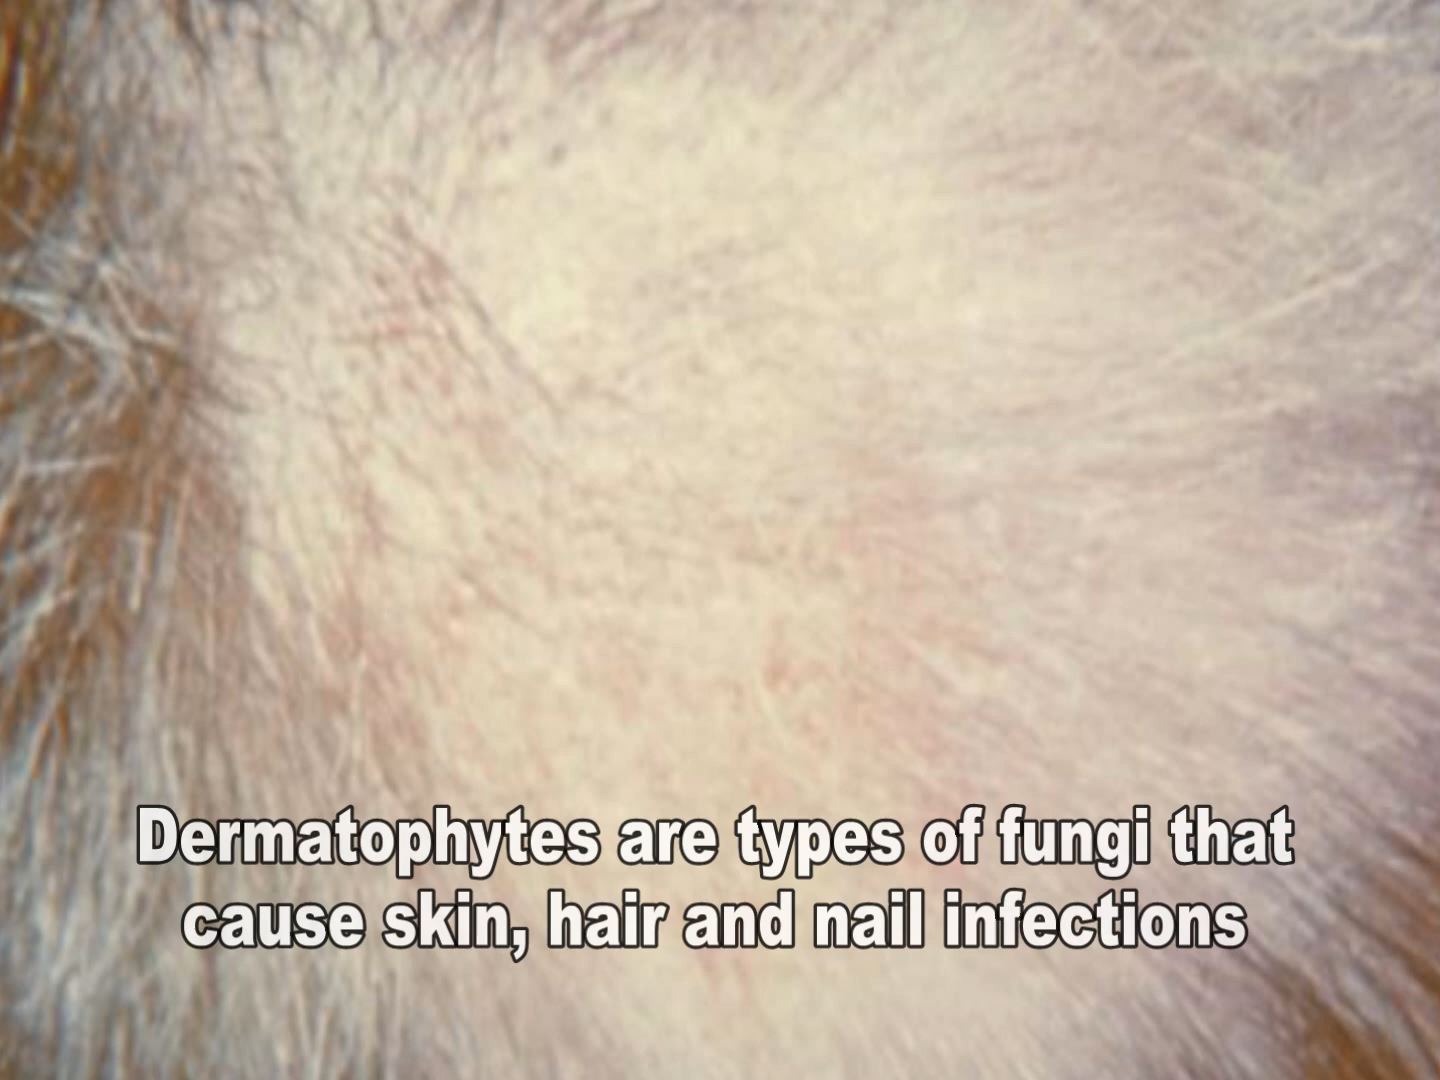 Dermatophytes are types of fungi that
cause skin, hair and nail infections